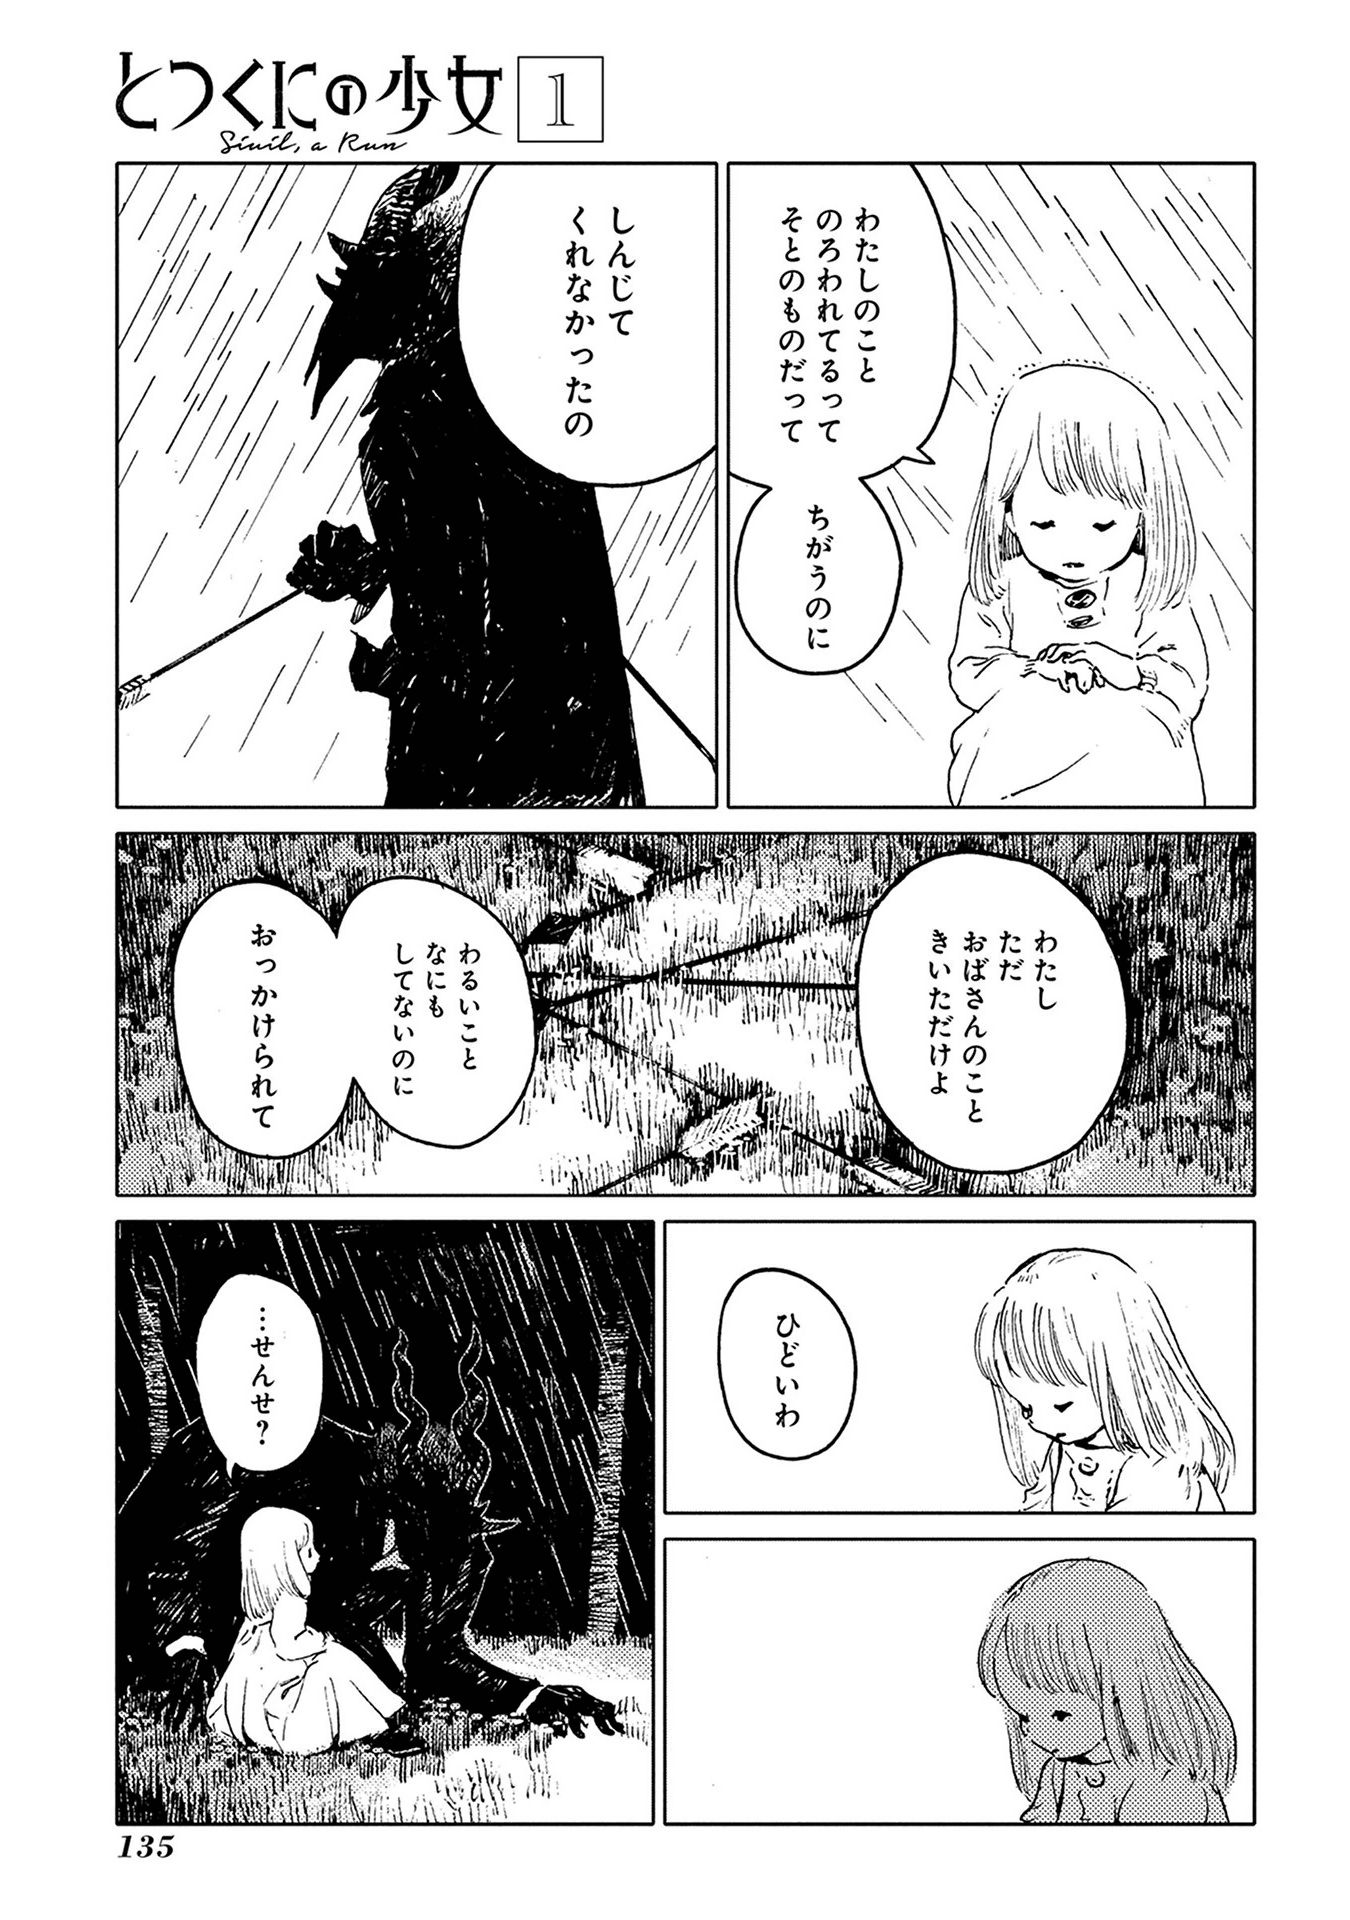 とつくにの少女
1
Siúil, a Rún
わたしのこと
のろわれてるって
そとのものだって
ちがうのに
しんじて
くれなかったの
わたし
ただ
おばさんのこと
きいただけよ
わるいこと
なにも
してないのに
おっかけられて
ひどいわ
…せんせ?
135